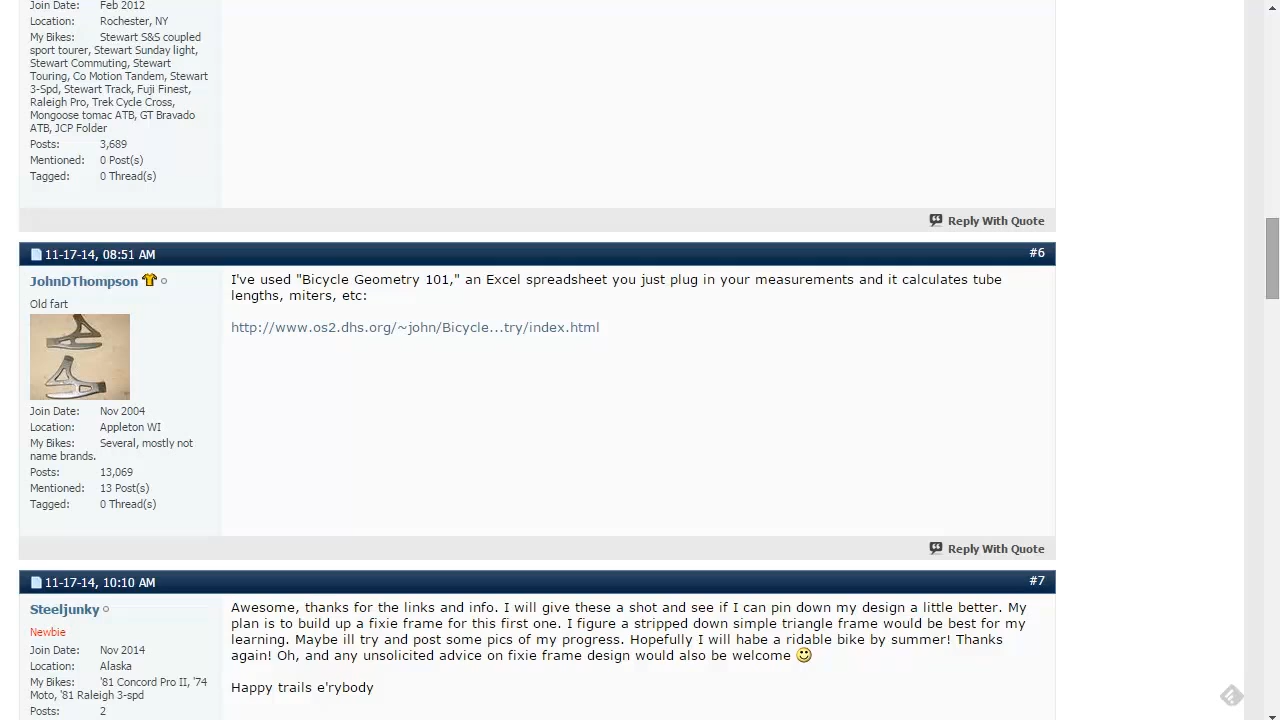 Join Date: Feb 2012
Location: Rochester, NY
My Bikes: Stewart S&S coupled
sport tourer, Stewart Sunday light,
Stewart Commuting, Stewart
Touring, Co Motion Tandem, Stewart
3-Spd, Stewart Track, Fuji Finest,
Raleigh Pro, Trek Cycle Cross,
Mongoose tomac ATB, GT Bravado
ATB, JCP Folder
Posts: 3,689
Mentioned: 0 Post(s)
Tagged: 0 Thread(s)
Reply With Quote
11-17-14, 08:51 AM #6
JohnDThompson
Old fart
Join Date: Nov 2004
Location: Appleton WI
My Bikes: Several, mostly not
name brands.
Posts: 13,069
Mentioned: 13 Post(s)
Tagged: 0 Thread(s)
I've used "Bicycle Geometry 101," an Excel spreadsheet you just plug in your measurements and it calculates tube
lengths, miters, etc:
http://www.os2.dhs.org/~john/Bicycle...try/index.html
Reply With Quote
11-17-14, 10:10 AM #7
Steeljunky
Newbie
Join Date: Nov 2014
Location: Alaska
My Bikes: '81 Concord Pro II, '74
Moto, '81 Raleigh 3-spd
Posts: 2
Awesome, thanks for the links and info. I will give these a shot and see if I can pin down my design a little better. My
plan is to build up a fixie frame for this first one. I figure a stripped down simple triangle frame would be best for my
learning. Maybe ill try and post some pics of my progress. Hopefully I will habe a ridable bike by summer! Thanks
again! Oh, and any unsolicited advice on fixie frame design would also be welcome
Happy trails e'rybody